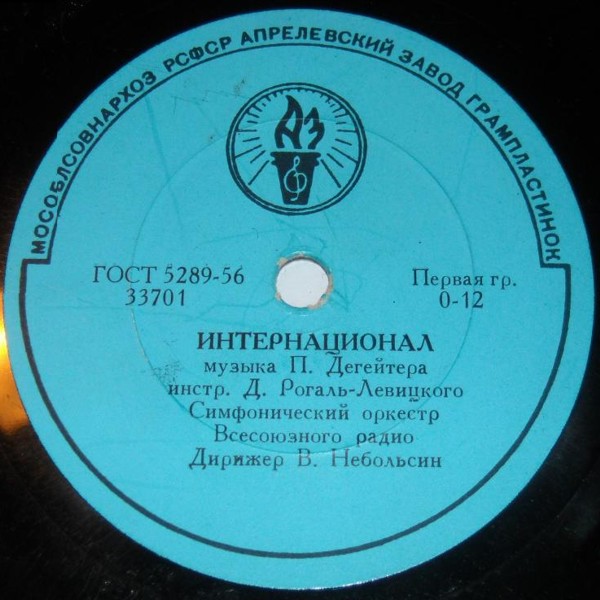 МОСОБЛСОВНАРХОЗ РСФСР АПРЕЛЕВСКИЙ ЗАВОД ГРАМПЛАСТИНОК
АЗ
ГОСТ 5289-56
33701
Первая гр.
0-12
ИНТЕРНАЦИОНАЛ
музыка П. Дегейтера
инстр. Д. Рогаль-Левицкого
Симфонический оркестр
Всесоюзного радио
Дирижер В. Небольсин